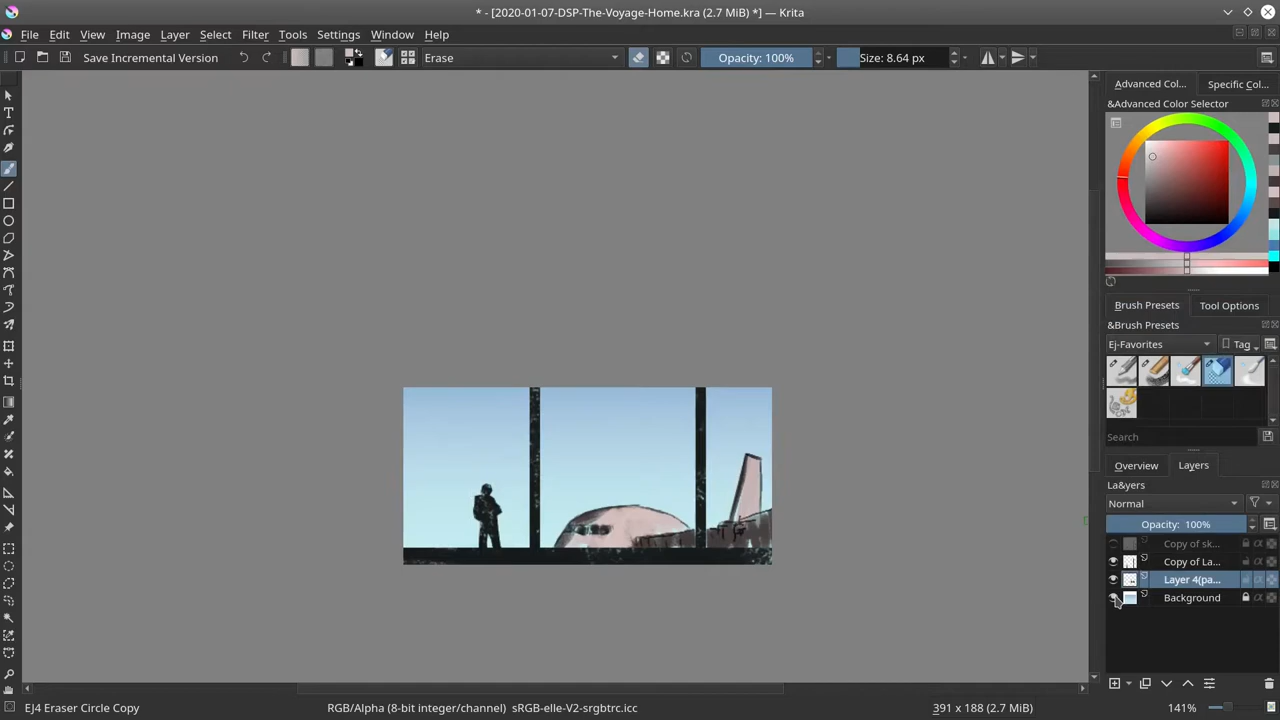 * - [2020-01-07-DSP-The-Voyage-Home.kra (2.7 MiB) *] — Krita
File Edit View Image Layer Select Filter Tools Settings Window Help
Save Incremental Version Erase Opacity: 100% Size: 8.64 px
Advanced Col... Specific Col...
&Advanced Color Selector
Brush Presets Tool Options
&Brush Presets
Ej-Favorites Tag
Search
Overview Layers
La&yers
Normal
Opacity: 100%
Copy of sk...
Copy of La...
Layer 4(pa...
Background
EJ4 Eraser Circle Copy RGB/Alpha (8-bit integer/channel) sRGB-elle-V2-srgbtrc.icc 391 x 188 (2.7 MiB) 141%